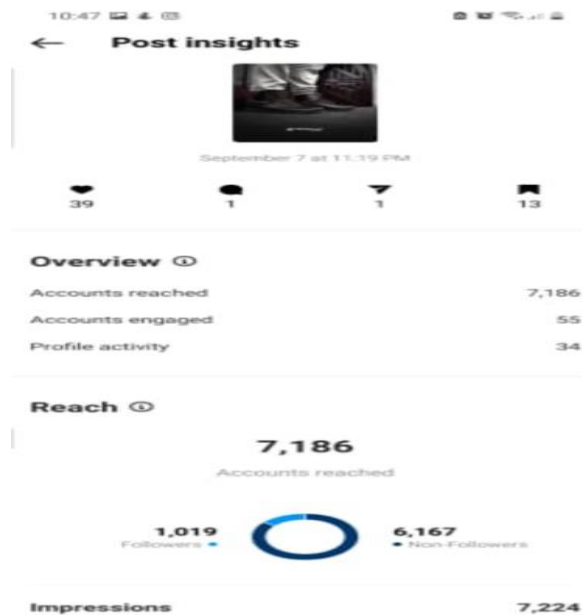 10:47
Post insights
September 7 at 11:19 PM
39 1 1 13
Overview
Accounts reached 7,186
Accounts engaged 55
Profile activity 34
Reach
7,186
Accounts reached
1,019 6,167
Followers Non-Followers
Impressions 7,224